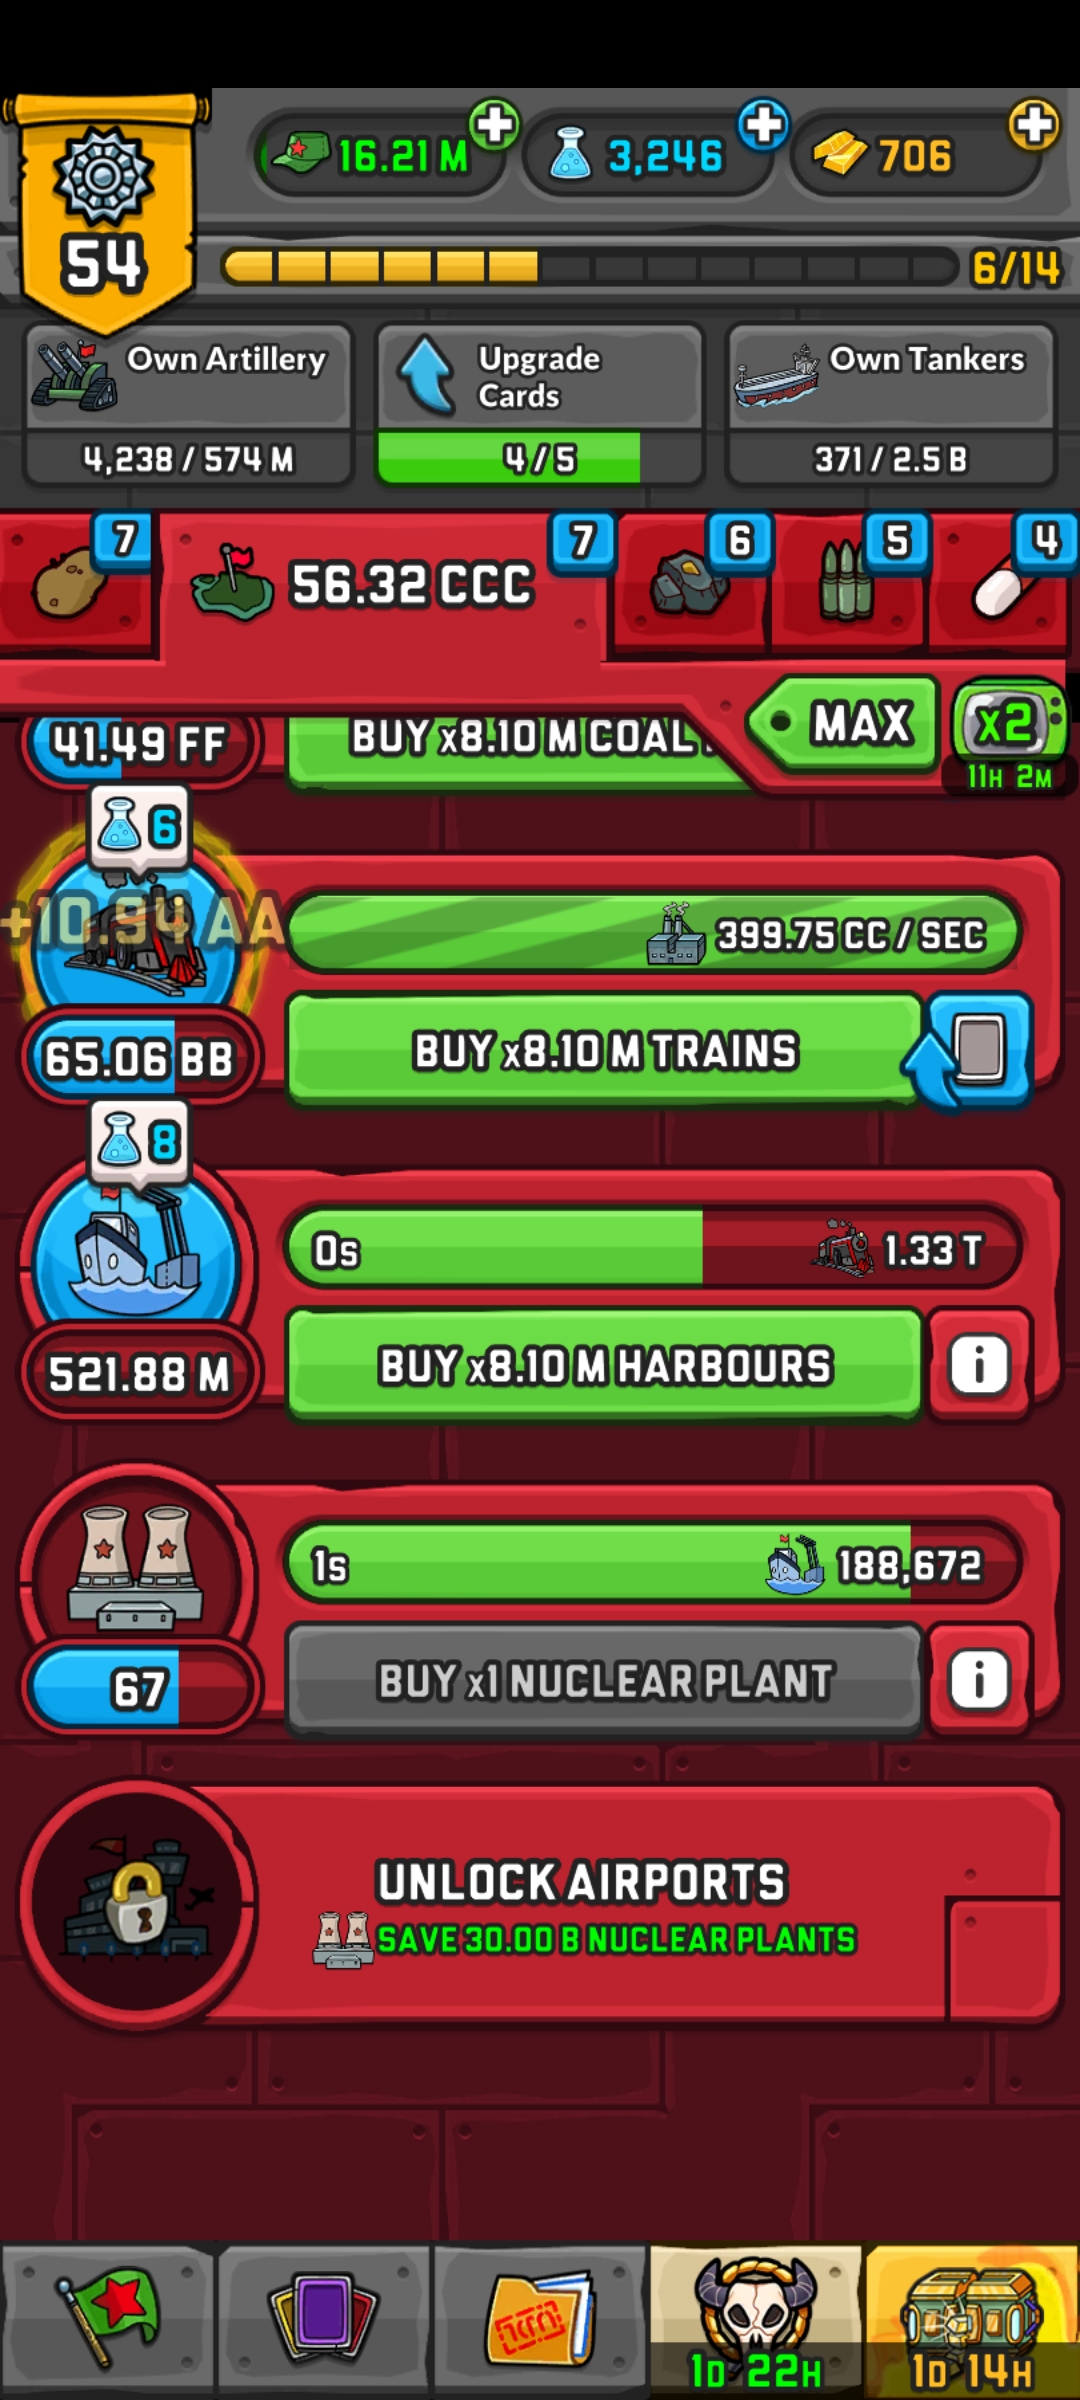 54
16.21 M
3,246
706
6/14
Own Artillery
4,238 / 574 M
Upgrade
Cards
4 / 5
Own Tankers
371 / 2.5 B
7
56.32 CCC
7
6
5
4
MAX
x2
11H 2M
41.49 FF
BUY x8.10 M COAL
6
+10.94 AA
399.75 CC / SEC
65.06 BB
BUY x8.10 M TRAINS
8
0s
1.33 T
521.88 M
BUY x8.10 M HARBOURS
i
1s
188,672
67
BUY x1 NUCLEAR PLANT
i
UNLOCK AIRPORTS
SAVE 30.00 B NUCLEAR PLANTS
1D 22H
1D 14H